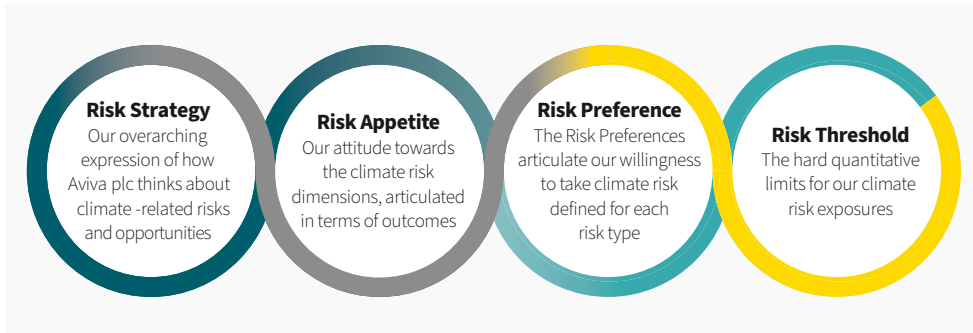 Risk Strategy
Our overarching
expression of how
Aviva plc thinks about
climate -related risks
and opportunities
Risk Appetite
Our attitude towards
the climate risk
dimensions, articulated
in terms of outcomes
Risk Preference
The Risk Preferences
articulate our willingness
to take climate risk
defined for each
risk type
Risk Threshold
The hard quantitative
limits for our climate
risk exposures